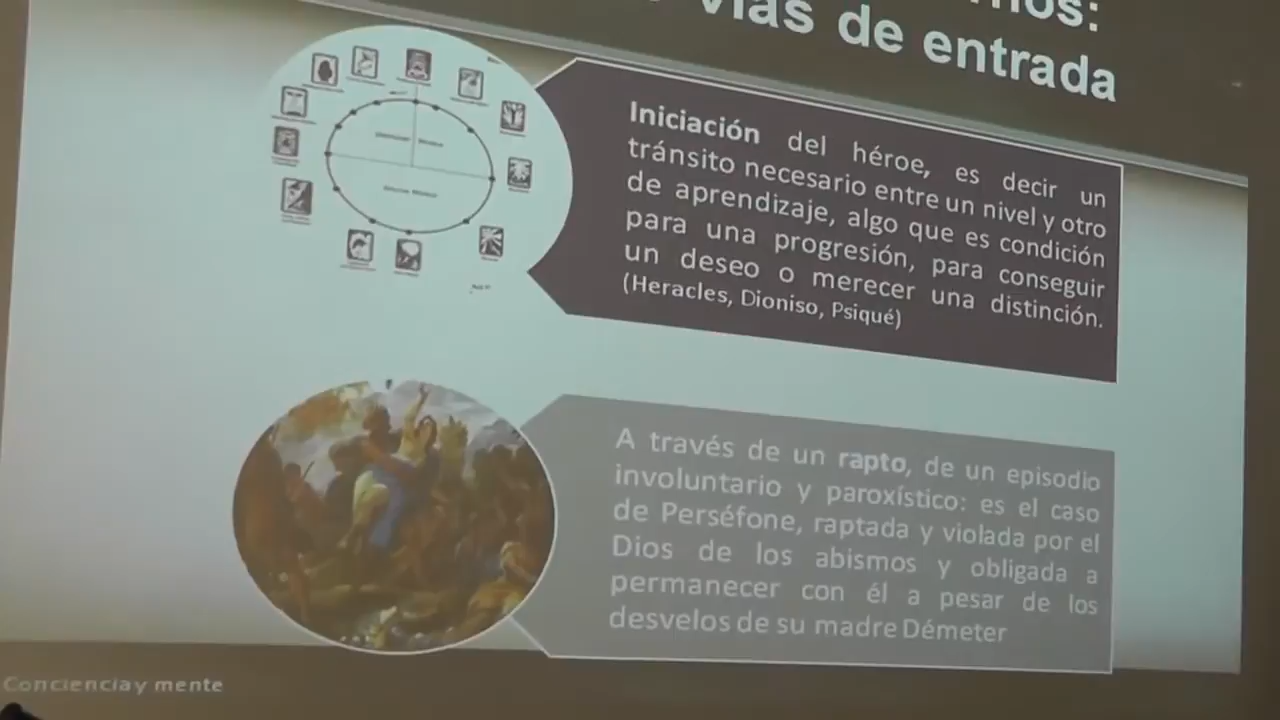 vías de entrada
Iniciación del héroe, es decir un
tránsito necesario entre un nivel y otro
de aprendizaje, algo que es condición
para una progresión, para conseguir
un deseo o merecer una distinción.
(Heracles, Dioniso, Psiqué)
A través de un rapto, de un episodio
involuntario y paroxístico: es el caso
de Perséfone, raptada y violada por el
Dios de los abismos y obligada a
permanecer con él a pesar de los
desvelos de su madre Démeter
Conciencia y mente